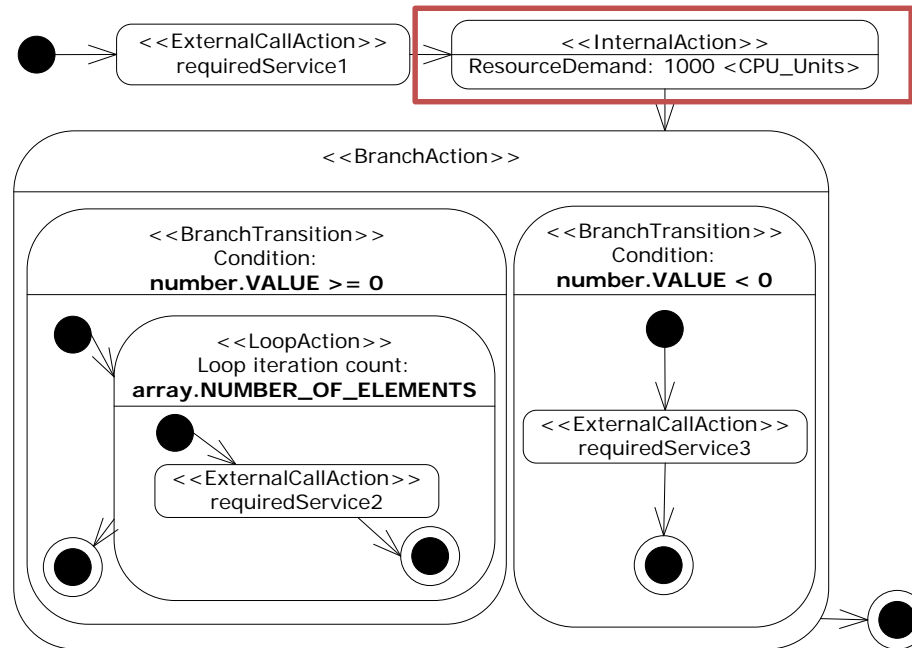 <<ExternalCallAction>>
requiredService1
<<InternalAction>>
ResourceDemand: 1000 <CPU_Units>
<<BranchAction>>
<<BranchTransition>>
Condition:
number.VALUE >= 0
<<LoopAction>>
Loop iteration count:
array.NUMBER_OF_ELEMENTS
<<ExternalCallAction>>
requiredService2
<<BranchTransition>>
Condition:
number.VALUE < 0
<<ExternalCallAction>>
requiredService3